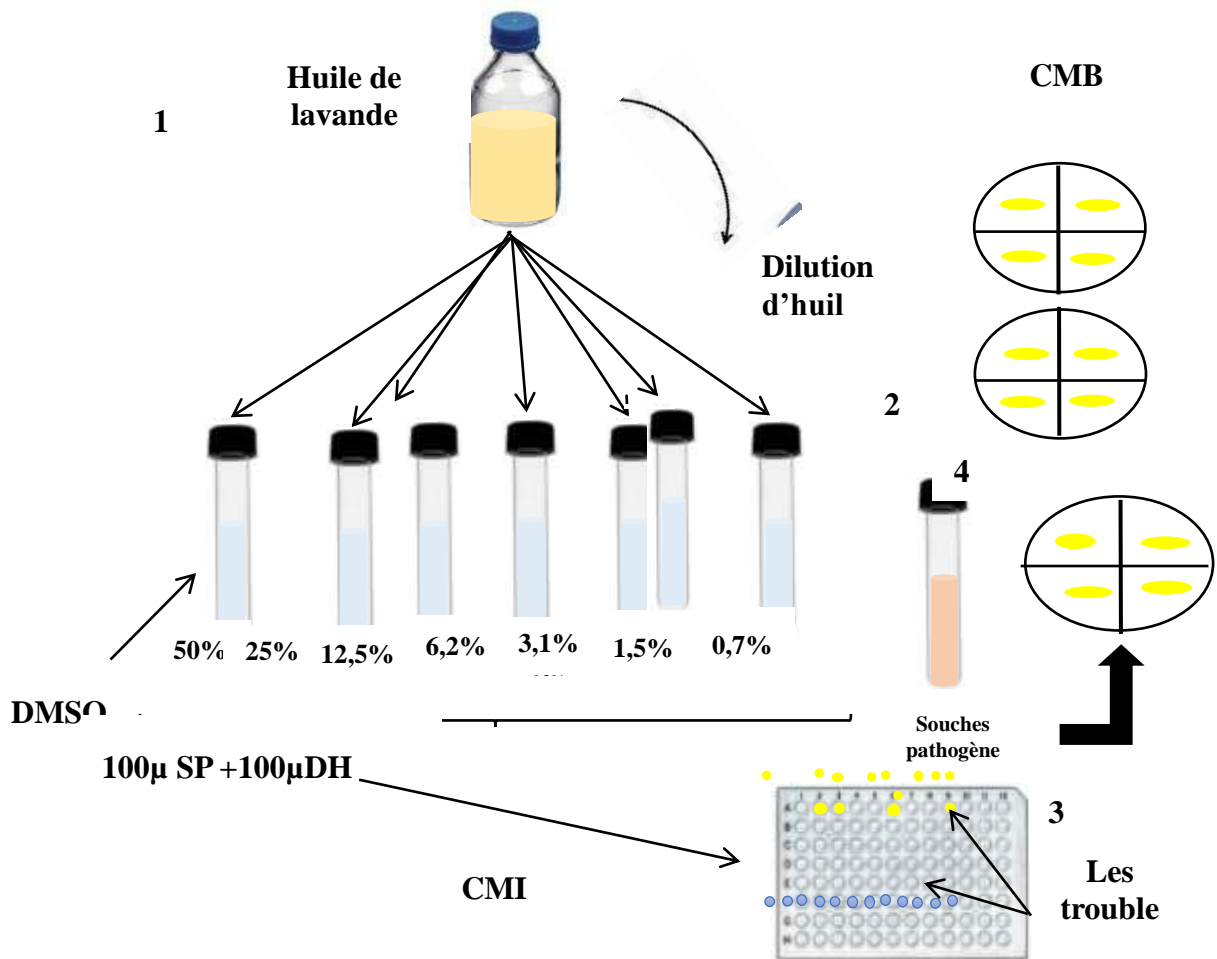 Huile de
lavande
CMB
1
Dilution
d'huil
2
4
50% 25% 12,5% 6,2% 3,1% 1,5% 0,7%
DMSO
Souches
pathogène
100µ SP +100µDH
3
CMI
Les
trouble